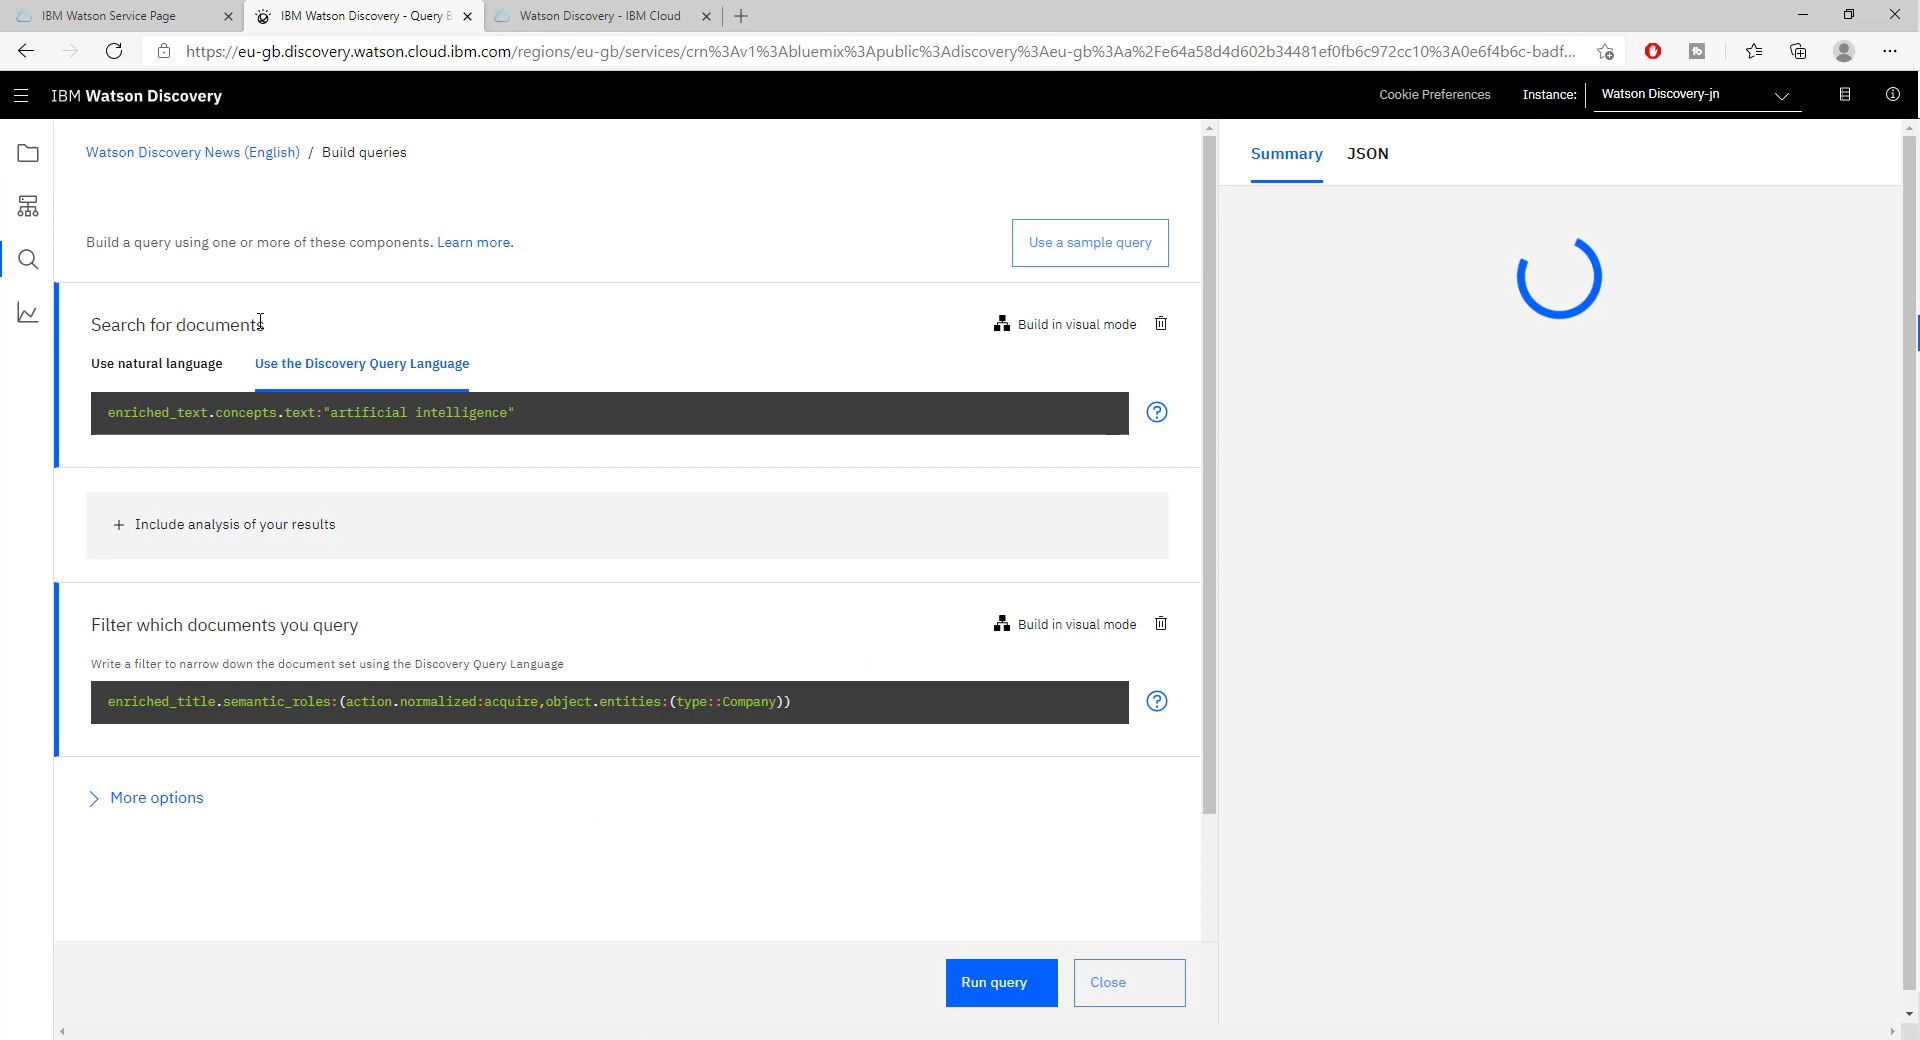 IBM Watson Service Page
IBM Watson Discovery - Query B
Watson Discovery - IBM Cloud
https://eu-gb.discovery.watson.cloud.ibm.com/regions/eu-gb/services/crn%3Av1%3Abluemix%3Apublic%3Adiscovery%3Aeu-gb%3Aa%2Fe64a58d4d602b34481ef0fb6c972cc10%3A0e6f4b6c-badf...
IBM Watson Discovery
Cookie Preferences
Instance:
Watson Discovery-jn
Watson Discovery News (English) / Build queries
Build a query using one or more of these components. Learn more.
Use a sample query
Search for documents
Build in visual mode
Use natural language
Use the Discovery Query Language
enriched_text.concepts.text:"artificial intelligence"
+ Include analysis of your results
Filter which documents you query
Build in visual mode
Write a filter to narrow down the document set using the Discovery Query Language
enriched_title.semantic_roles:(action.normalized:acquire,object.entities:(type::Company))
More options
Run query
Close
Summary
JSON